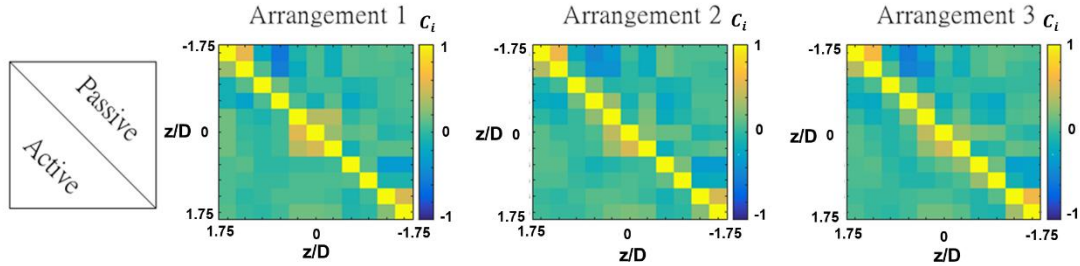 Passive
Active
Arrangement 1 C_i
-1.75
z/D 0
1.75
1.75 0 -1.75
z/D
1
0
-1
Arrangement 2 C_i
-1.75
z/D 0
1.75
1.75 0 -1.75
z/D
1
0
-1
Arrangement 3 C_i
-1.75
z/D 0
1.75
1.75 0 -1.75
z/D
1
0
-1